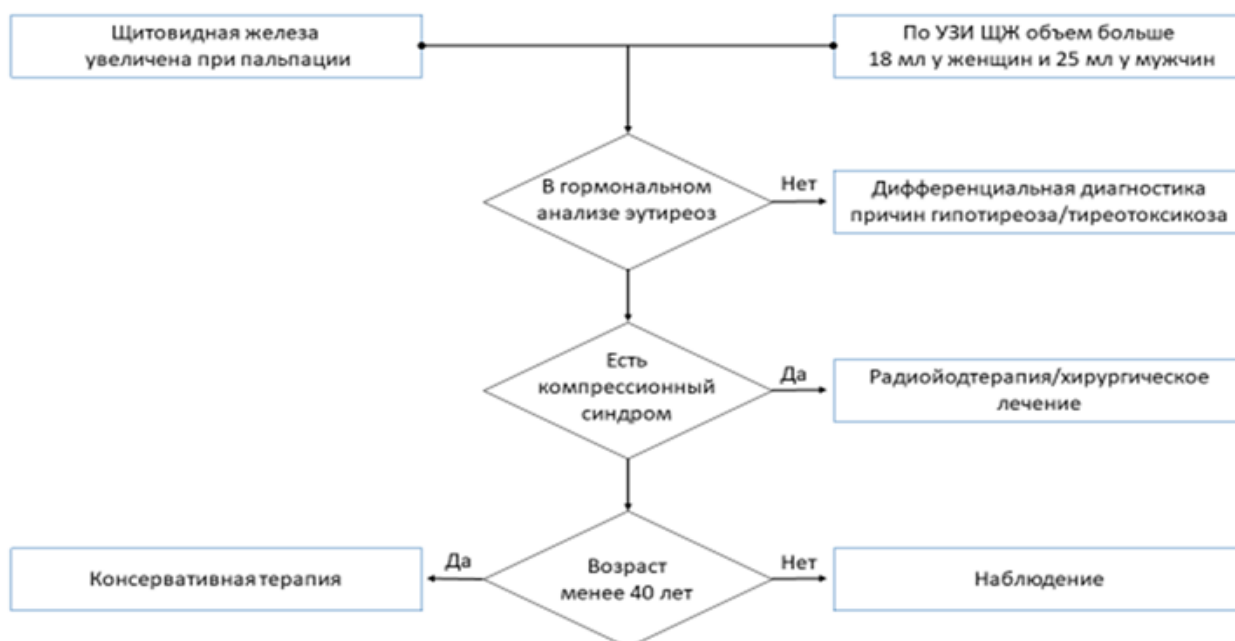 Щитовидная железа
увеличена при пальпации
По УЗИ ЩЖ объем больше
18 мл у женщин и 25 мл у мужчин
В гормональном
анализе эутиреоз
Нет
Дифференциальная диагностика
причин гипотиреоза/тиреотоксикоза
Есть
компрессионный
синдром
Да
Радиойодтерапия/хирургическое
лечение
Консервативная терапия
Да
Возраст
менее 40 лет
Нет
Наблюдение